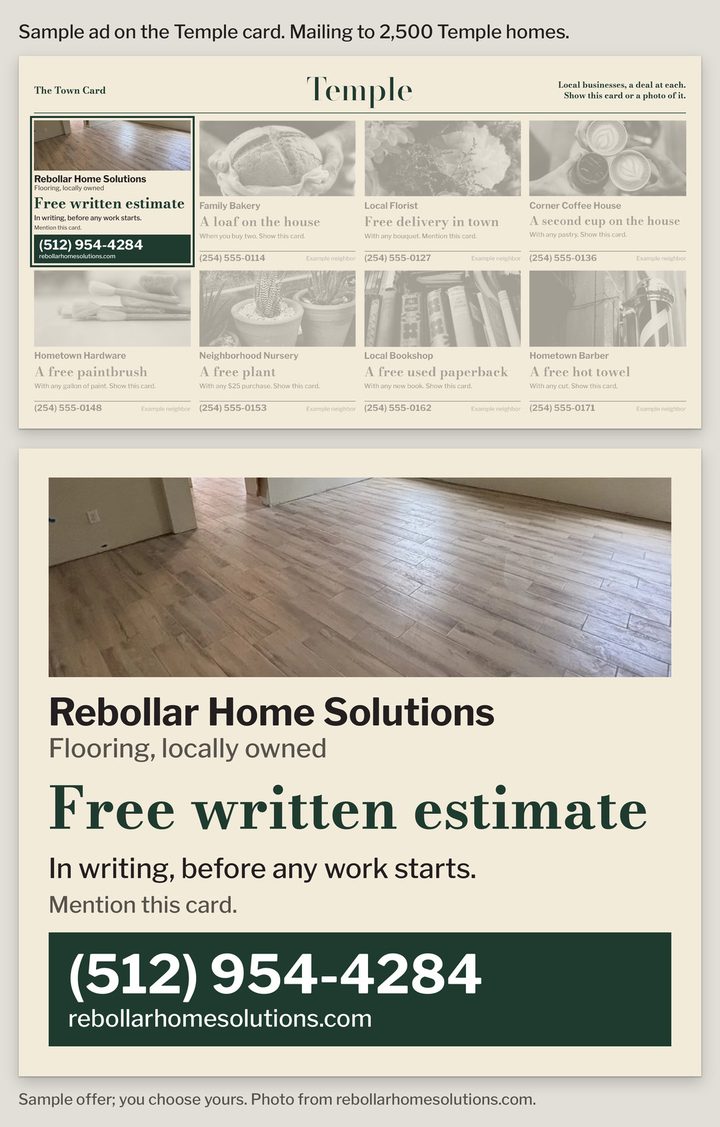 Sample ad on the Temple card. Mailing to 2,500 Temple homes.
The Town Card
Temple
Local businesses, a deal at each.
Show this card or a photo of it.
Rebollar Home Solutions
Flooring, locally owned
Free written estimate
In writing, before any work starts.
Mention this card.
(512) 954-4284
rebollarhomesolutions.com
Family Bakery
A loaf on the house
When you buy two. Show this card.
(254) 555-0114
Example neighbor
Local Florist
Free delivery in town
With any bouquet. Mention this card.
(254) 555-0127
Example neighbor
Corner Coffee House
A second cup on the house
With any pastry. Show this card.
(254) 555-0136
Example neighbor
Hometown Hardware
A free paintbrush
With any gallon of paint. Show this card.
(254) 555-0148
Example neighbor
Neighborhood Nursery
A free plant
With any $25 purchase. Show this card.
(254) 555-0153
Example neighbor
Local Bookshop
A free used paperback
With any new book. Show this card.
(254) 555-0162
Example neighbor
Hometown Barber
A free hot towel
With any cut. Show this card.
(254) 555-0171
Example neighbor
Rebollar Home Solutions
Flooring, locally owned
Free written estimate
In writing, before any work starts.
Mention this card.
(512) 954-4284
rebollarhomesolutions.com
Sample offer; you choose yours. Photo from rebollarhomesolutions.com.